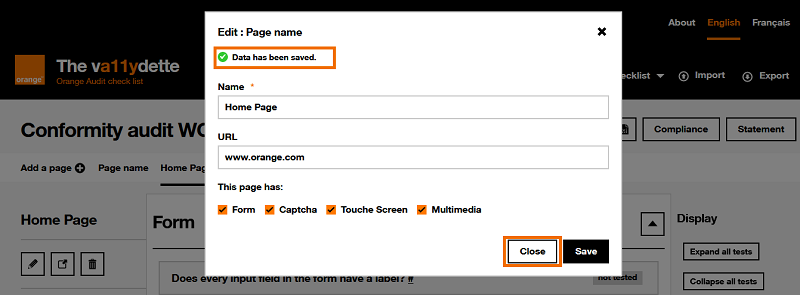 About English Français
The va11ydette
Orange Audit check list
orange
ecklist Import Export
Conformity audit WC
Compliance Statement
Add a page Page name Home Pag
Home Page
Form
Does every input field in the form have a label? #
not tested
Display
Expand all tests
Collapse all tests
Edit : Page name
Data has been saved.
Name *
Home Page
URL
www.orange.com
This page has:
Form Captcha Touche Screen Multimedia
Close Save